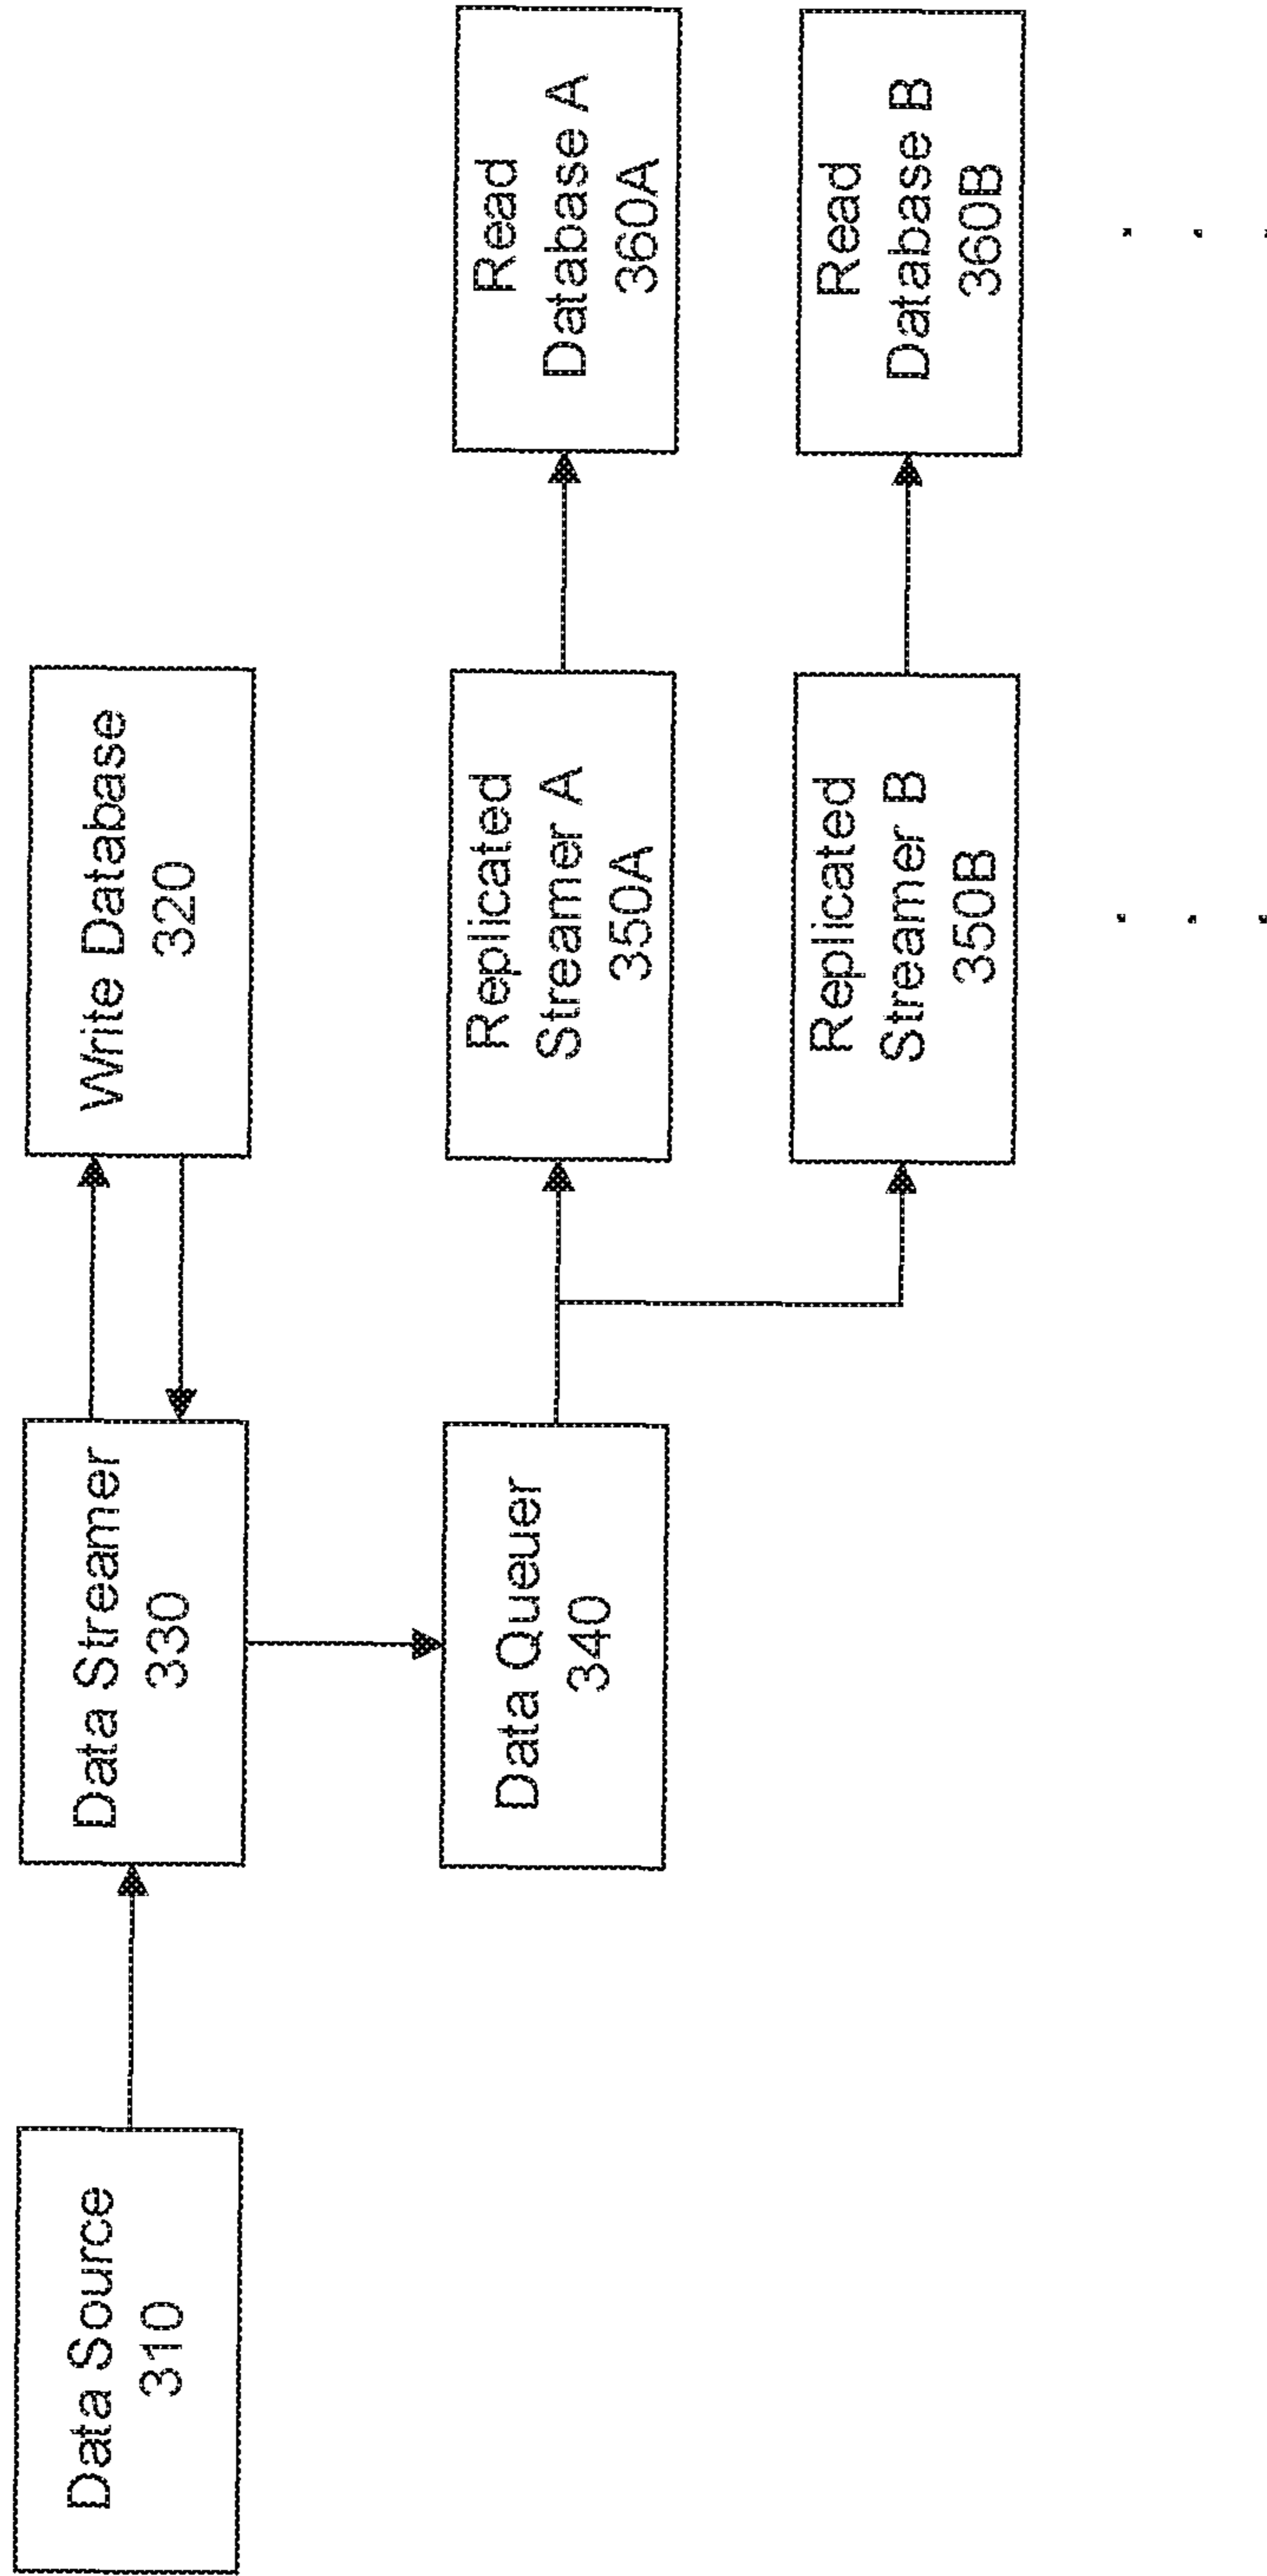 Data Source
310
Data Streamer
330
Write Database
320
Data Queuer
340
Replicated
Streamer A
350A
Read
Database A
360A
Replicated
Streamer B
350B
Read
Database B
360B